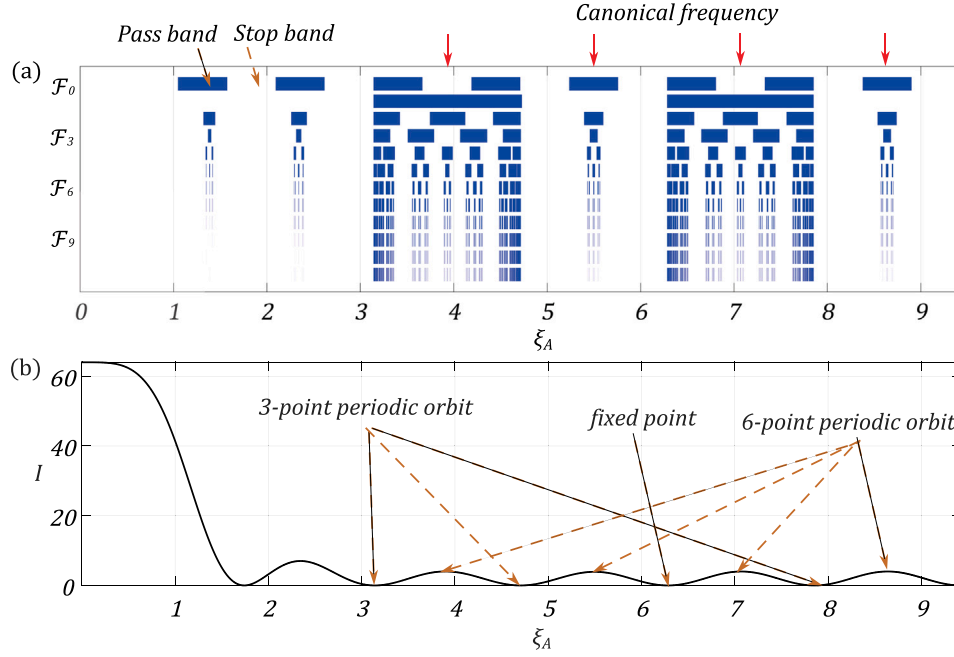 Canonical frequency
Pass band Stop band
(a)
ℱ0
ℱ3
ℱ6
ℱ9
0 1 2 3 4 5 6 7 8 9
ξA
(b)
60
40
20
0
I
3-point periodic orbit
fixed point
6-point periodic orbit
1 2 3 4 5 6 7 8 9
ξA